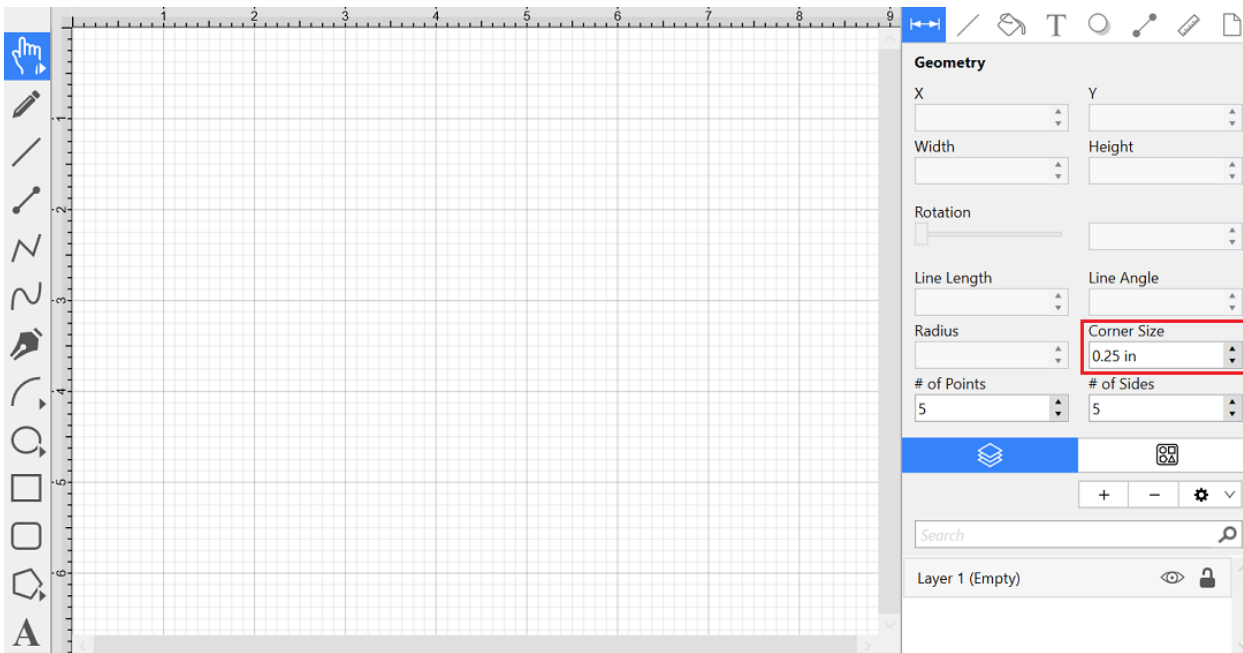 1 2 3 4 5 6 7 8 9
T
Geometry
X Y
Width Height
1
Rotation
2
Line Length Line Angle
3
Radius Corner Size
0.25 in
# of Points # of Sides
4
5 5
5
+ −
Search
6
Layer 1 (Empty)
A